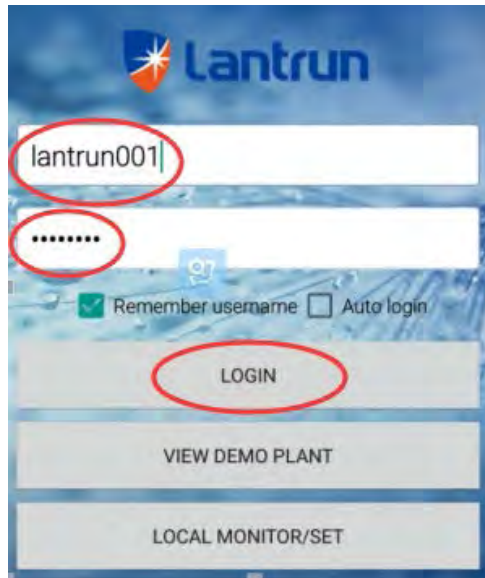 Lantrun
lantrun001
••••••••
Remember username Auto login
LOGIN
VIEW DEMO PLANT
LOCAL MONITOR/SET